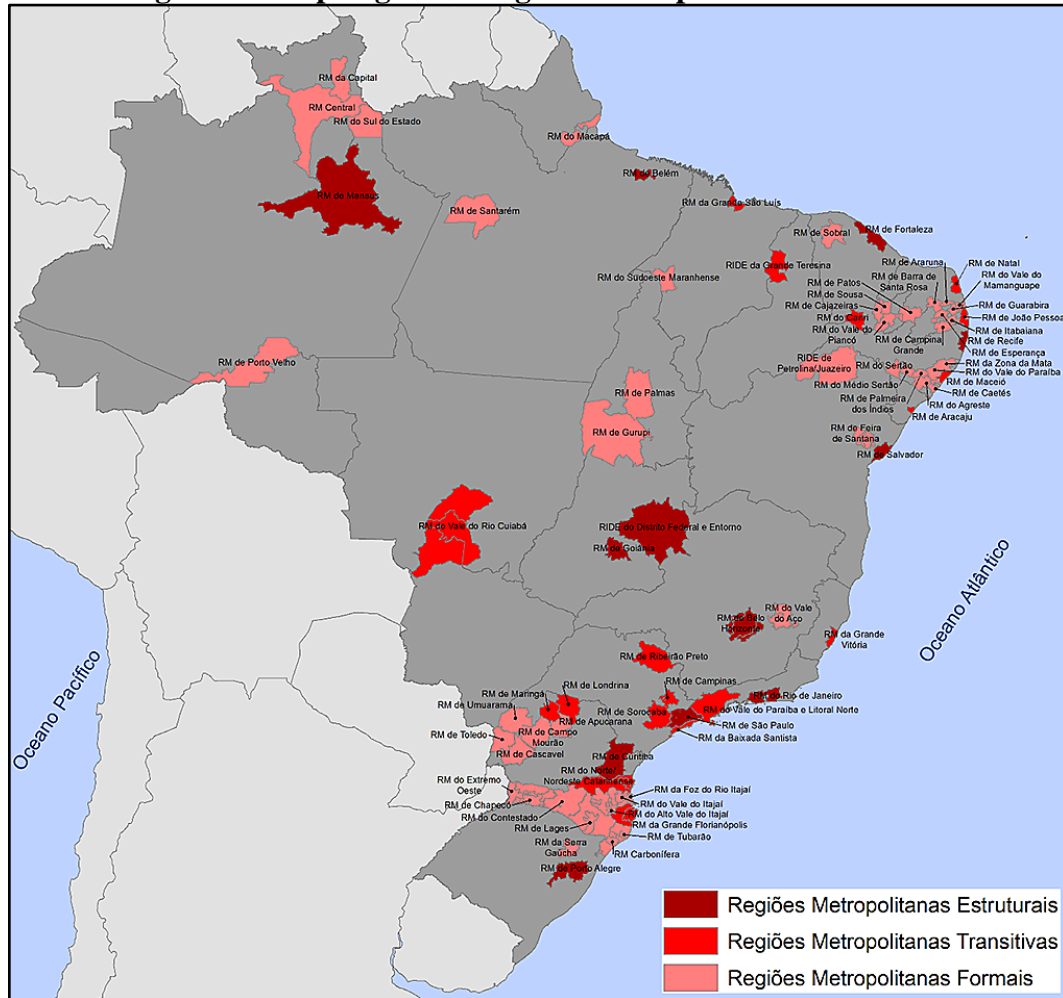 RM da Capital
RM Central
RM do Sul do Estado
RM do Macapá
RM de Manaus
RM de Belém
RM de Santarém
RM da Grande São Luís
RM de Fortaleza
RM de Sobral
RIDE da Grande Teresina
RM do Sudoeste Maranhense
RM de Araruna
RM de Natal
RM de Patos
RM de Barra de
Santa Rosa
RM do Vale do
Mamanguape
RM de Sousa
RM de Cajazeiras
RM de Guarabira
RM do Cariri
RM de João Pessoa
RM do Vale do
Piancó
RM de Itabaiana
RM de Campina
Grande
RM de Recife
RM de Esperança
RM de Porto Velho
RIDE de
Petrolina/Juazeiro
RM do Sertão
RM da Zona da Mata
RM do Vale do Paraíba
RM do Médio Sertão
RM de Maceió
RM de Palmas
RM de Caetés
RM de Palmeira
dos Índios
RM do Agreste
RM de Aracaju
RM de Gurupi
RM de Feira
de Santana
RM de Salvador
RM do Vale do Rio Cuiabá
RIDE do Distrito Federal e Entorno
RM de Goiânia
Oceano Atlântico
RM do Belo
Horizonte
RM do Vale
do Aço
RM da Grande
Vitória
Oceano Pacífico
RM de Ribeirão Preto
RM de Londrina
RM de Campinas
RM de Maringá
RM do Rio de Janeiro
RM de Umuarama
RM de Sorocaba
RM do Vale do Paraíba e Litoral Norte
RM de Apucarana
RM de São Paulo
RM de Toledo
RM de Campo
Mourão
RM da Baixada Santista
RM de Cascavel
RM de Curitiba
RM do Norte/
Nordeste Catarinense
RM do Extremo
Oeste
RM da Foz do Rio Itajaí
RM de Chapecó
RM do Vale do Itajaí
RM do Contestado
RM do Alto Vale do Itajaí
RM de Lages
RM da Grande Florianópolis
RM de Tubarão
RM da Serra
Gaúcha
RM Carbonífera
RM de Porto Alegre
Regiões Metropolitanas Estruturais
Regiões Metropolitanas Transitivas
Regiões Metropolitanas Formais